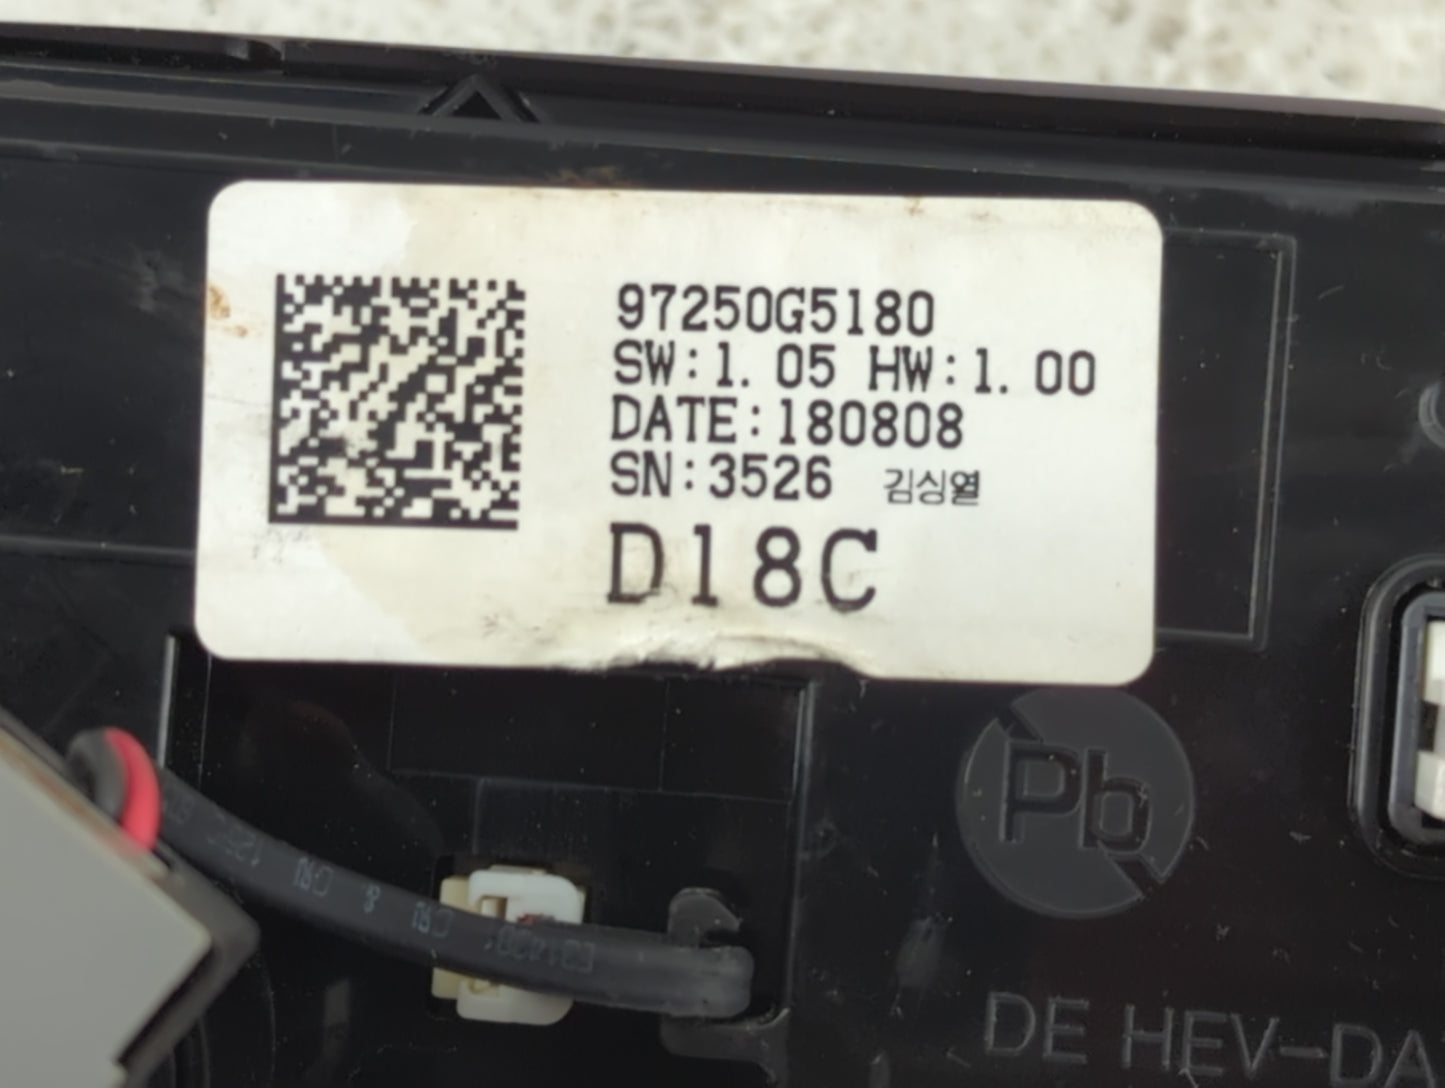 97250G5180
SW:1.05 HW:1.00
DATE:180808
SN:3526 김싱열
D18C
Pb
DE HEV-DA